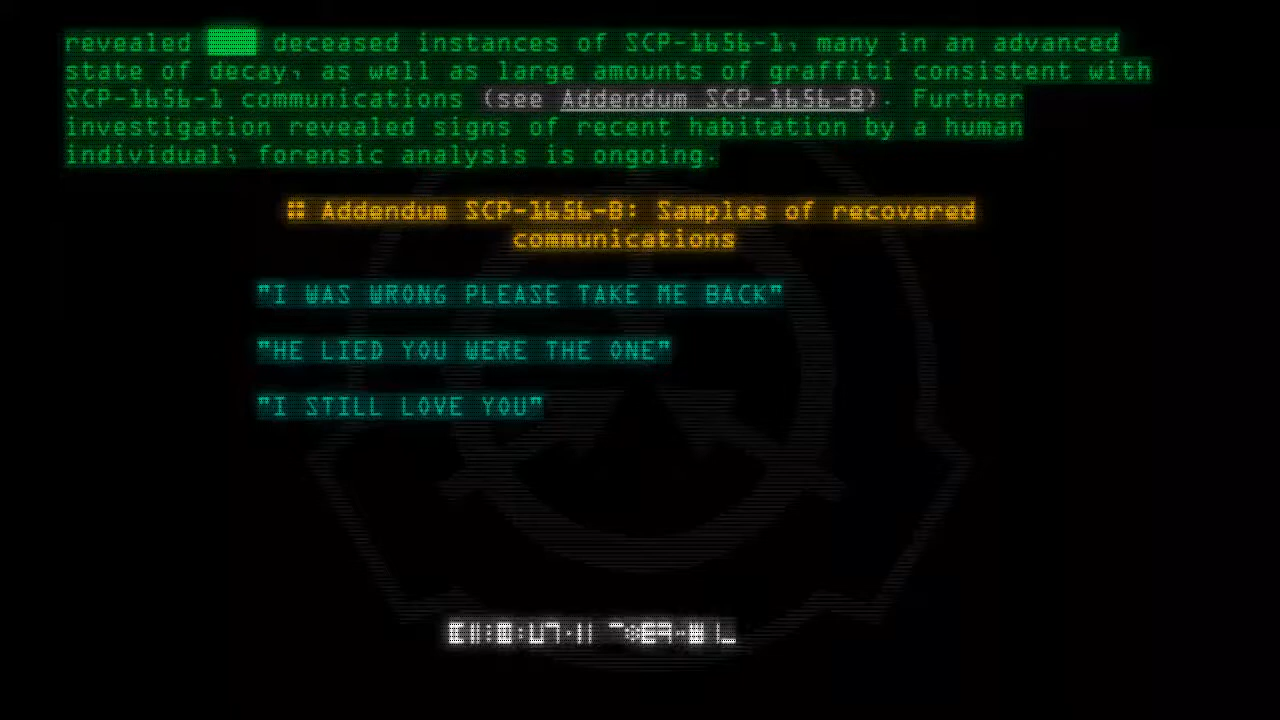 revealed ███ deceased instances of SCP-1656-1, many in an advanced
state of decay, as well as large amounts of graffiti consistent with
SCP-1656-1 communications (see Addendum SCP-1656-B). Further
investigation revealed signs of recent habitation by a human
individual; forensic analysis is ongoing.
# Addendum SCP-1656-B: Samples of recovered
communications
"I WAS WRONG PLEASE TAKE ME BACK"
"HE LIED YOU WERE THE ONE"
"I STILL LOVE YOU"